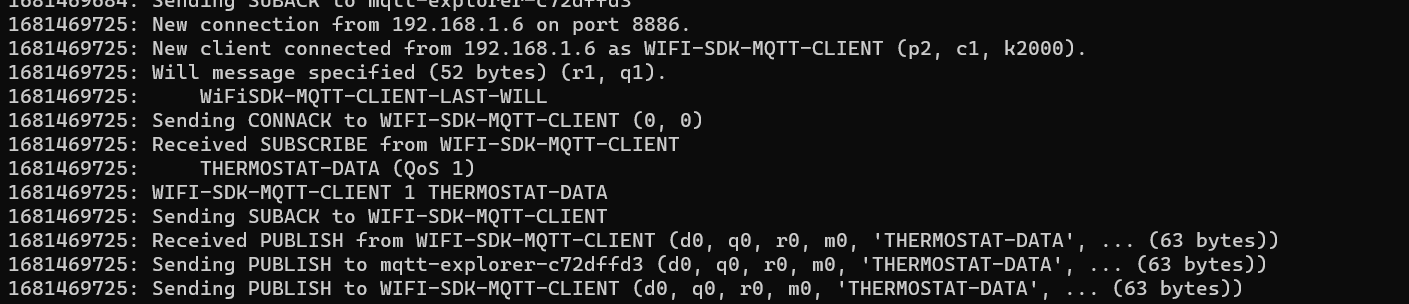 1681469684: Sending SUBACK to mqtt-explorer-c72dffd3
1681469725: New connection from 192.168.1.6 on port 8886.
1681469725: New client connected from 192.168.1.6 as WIFI-SDK-MQTT-CLIENT (p2, c1, k2000).
1681469725: Will message specified (52 bytes) (r1, q1).
1681469725:     WiFiSDK-MQTT-CLIENT-LAST-WILL
1681469725: Sending CONNACK to WIFI-SDK-MQTT-CLIENT (0, 0)
1681469725: Received SUBSCRIBE from WIFI-SDK-MQTT-CLIENT
1681469725:     THERMOSTAT-DATA (QoS 1)
1681469725: WIFI-SDK-MQTT-CLIENT 1 THERMOSTAT-DATA
1681469725: Sending SUBACK to WIFI-SDK-MQTT-CLIENT
1681469725: Received PUBLISH from WIFI-SDK-MQTT-CLIENT (d0, q0, r0, m0, 'THERMOSTAT-DATA', ... (63 bytes))
1681469725: Sending PUBLISH to mqtt-explorer-c72dffd3 (d0, q0, r0, m0, 'THERMOSTAT-DATA', ... (63 bytes))
1681469725: Sending PUBLISH to WIFI-SDK-MQTT-CLIENT (d0, q0, r0, m0, 'THERMOSTAT-DATA', ... (63 bytes))